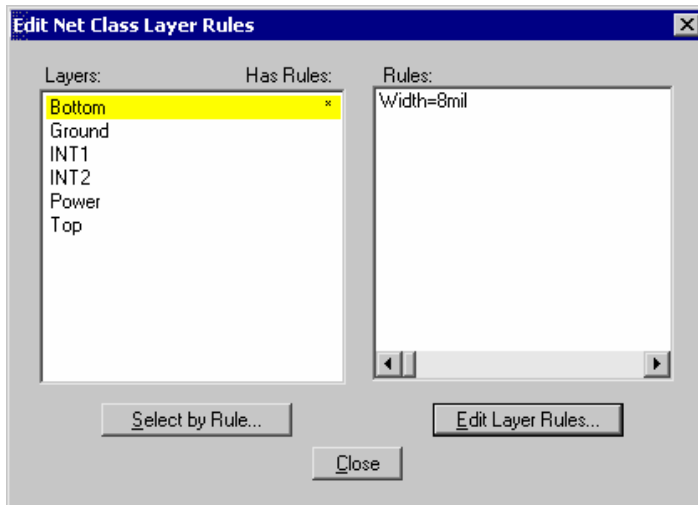 Edit Net Class Layer Rules
Layers: Has Rules: Rules:
Bottom * Width=8mil
Ground
INT1
INT2
Power
Top
Select by Rule... Edit Layer Rules...
Close